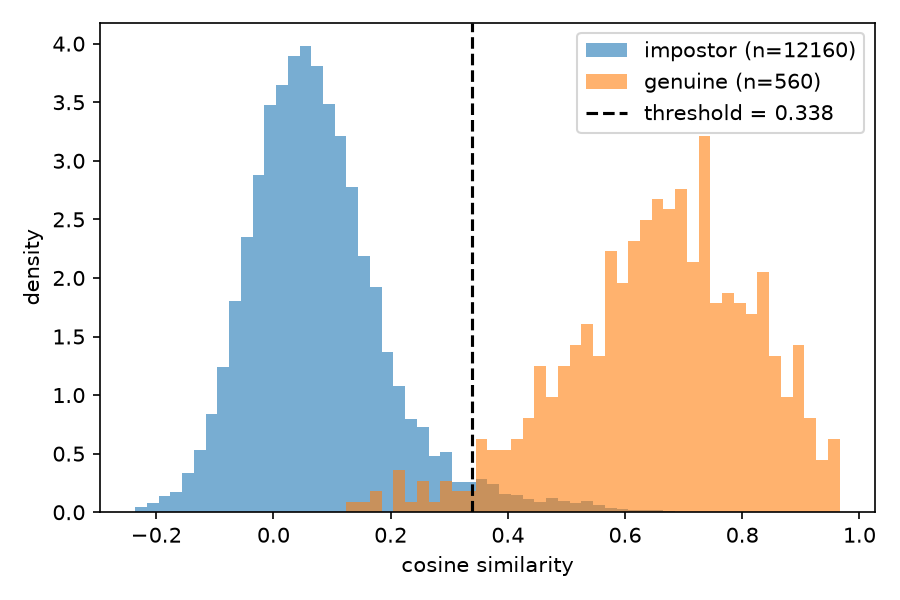 4.0
3.5
3.0
2.5
2.0
1.5
1.0
0.5
0.0
density
impostor (n=12160)
genuine (n=560)
threshold = 0.338
−0.2 0.0 0.2 0.4 0.6 0.8 1.0
cosine similarity